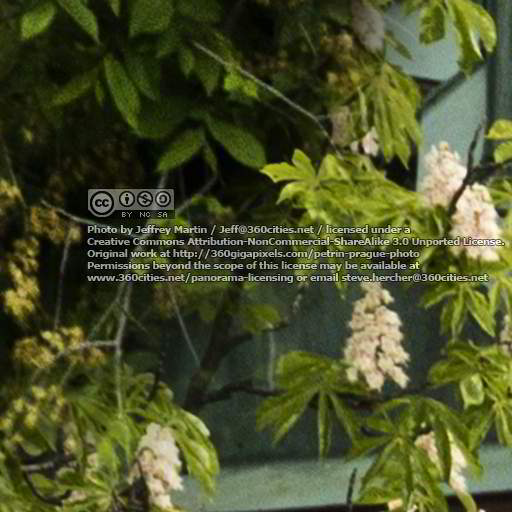 cc
BY NC SA
Photo by Jeffrey Martin / Jeff@360cities.net / licensed under a
Creative Commons Attribution-NonCommercial-ShareAlike 3.0 Unported License.
Original work at http://360gigapixels.com/petrin-prague-photo
Permissions beyond the scope of this license may be available at
www.360cities.net/panorama-licensing or email steve.hercher@360cities.net